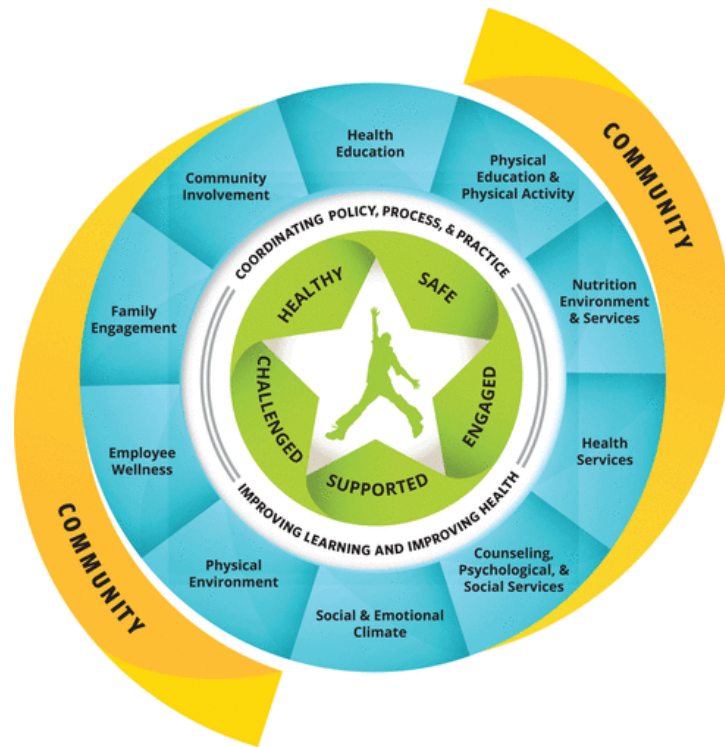 COMMUNITY
Health
Education
Physical
Education &
Physical Activity
Nutrition
Environment
& Services
Health
Services
Counseling,
Psychological, &
Social Services
Social & Emotional
Climate
Physical
Environment
Employee
Wellness
Family
Engagement
Community
Involvement
COORDINATING POLICY, PROCESS, & PRACTICE
IMPROVING LEARNING AND IMPROVING HEALTH
HEALTHY
SAFE
ENGAGED
SUPPORTED
CHALLENGED
COMMUNITY